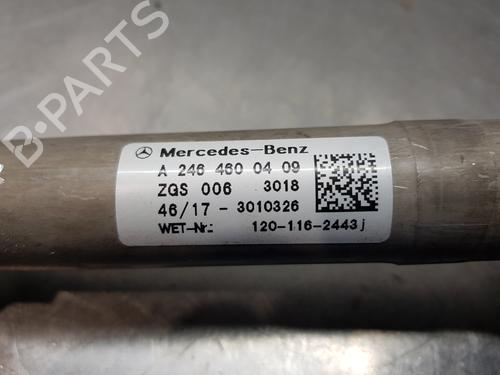 Mercedes-Benz
A 246 460 04 09
ZGS 006 3018
46/17 - 3010326
WET-Nr.: 120-116-2443j
B-PARTS